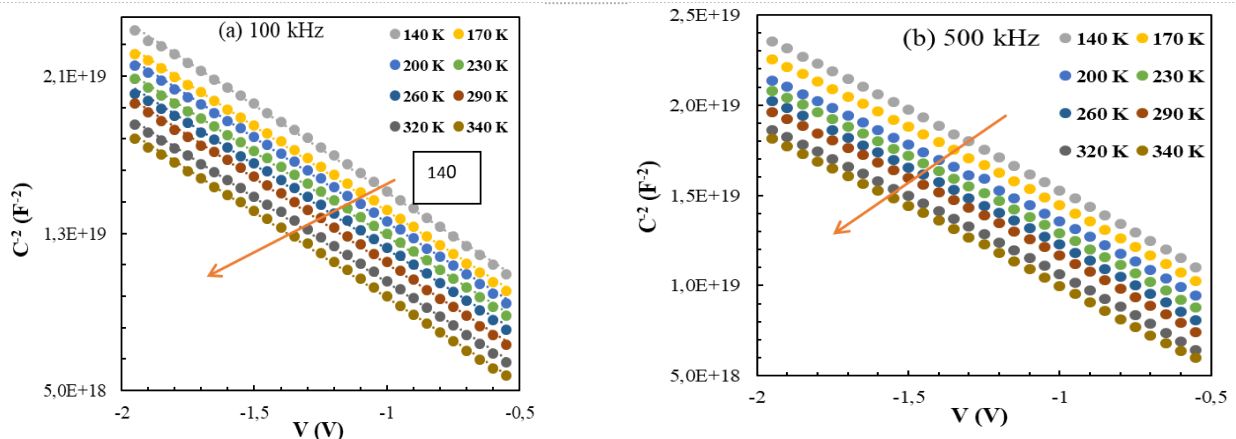 (a) 100 kHz
140 K 170 K
200 K 230 K
260 K 290 K
320 K 340 K
140
2,1E+19
1,3E+19
5,0E+18
C⁻² (F⁻²)
-2 -1,5 -1 -0,5
V (V)
(b) 500 kHz
140 K 170 K
200 K 230 K
260 K 290 K
320 K 340 K
2,5E+19
2,0E+19
1,5E+19
1,0E+19
5,0E+18
C⁻² (F⁻²)
-2 -1,5 -1 -0,5
V (V)